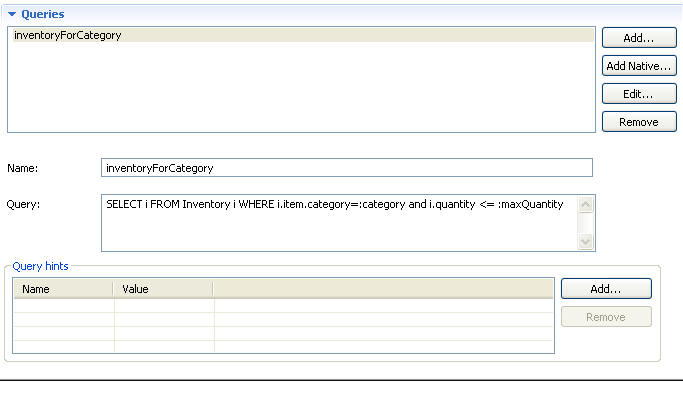 Queries
inventoryForCategory
Add...
Add Native...
Edit...
Remove
Name: inventoryForCategory
Query: SELECT i FROM Inventory i WHERE i.item.category=:category and i.quantity <= :maxQuantity
Query hints
Name Value
Add...
Remove